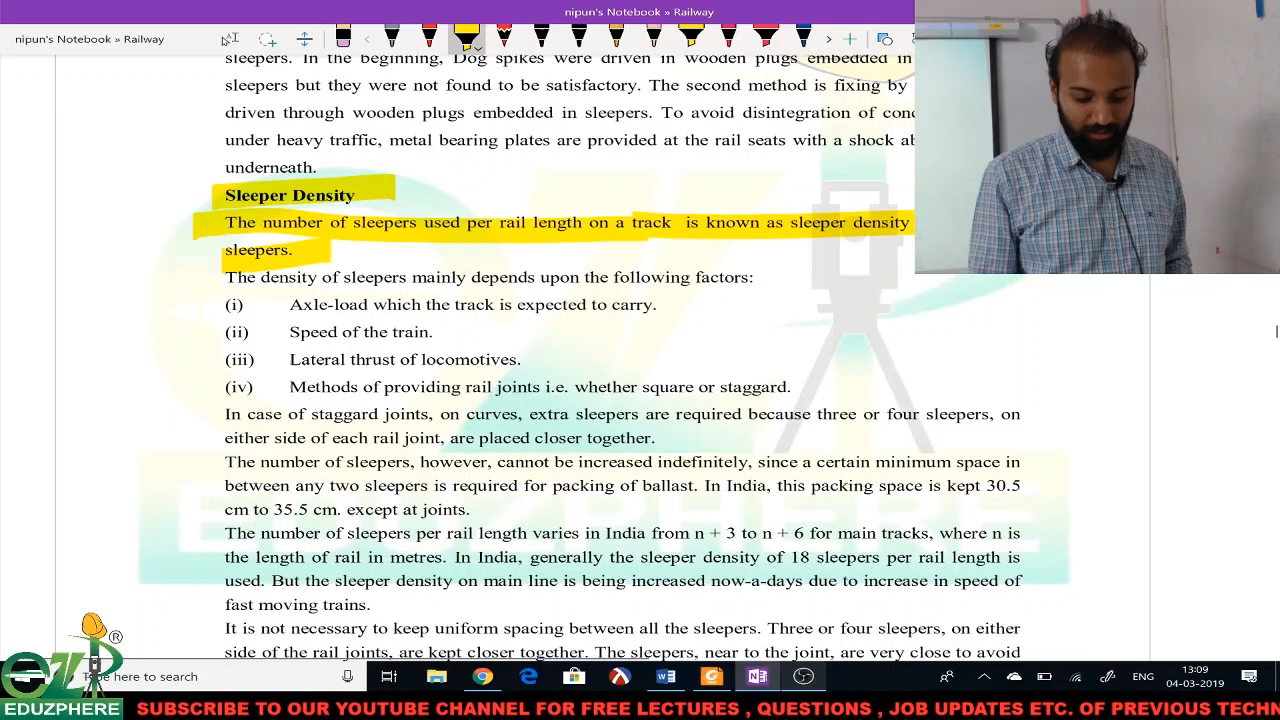 nipun's Notebook » Railway
nipun's Notebook » Railway
sleepers. In the beginning, Dog spikes were driven in wooden plugs embedded in
sleepers but they were not found to be satisfactory. The second method is fixing by
driven through wooden plugs embedded in sleepers. To avoid disintegration of conc
under heavy traffic, metal bearing plates are provided at the rail seats with a shock ab
underneath.
Sleeper Density
The number of sleepers used per rail length on a track is known as sleeper density
sleepers.
The density of sleepers mainly depends upon the following factors:
(i) Axle-load which the track is expected to carry.
(ii) Speed of the train.
(iii) Lateral thrust of locomotives.
(iv) Methods of providing rail joints i.e. whether square or staggard.
In case of staggard joints, on curves, extra sleepers are required because three or four sleepers, on
either side of each rail joint, are placed closer together.
The number of sleepers, however, cannot be increased indefinitely, since a certain minimum space in
between any two sleepers is required for packing of ballast. In India, this packing space is kept 30.5
cm to 35.5 cm. except at joints.
The number of sleepers per rail length varies in India from n + 3 to n + 6 for main tracks, where n is
the length of rail in metres. In India, generally the sleeper density of 18 sleepers per rail length is
used. But the sleeper density on main line is being increased now-a-days due to increase in speed of
fast moving trains.
It is not necessary to keep uniform spacing between all the sleepers. Three or four sleepers, on either
side of the rail joints, are kept closer together. The sleepers, near to the joint, are very close to avoid
EDUZPHERE
ype here to search
ENG
13:09
04-03-2019
®
EDUZPHERE
SUBSCRIBE TO OUR YOUTUBE CHANNEL FOR FREE LECTURES , QUESTIONS , JOB UPDATES ETC. OF PREVIOUS TECHN